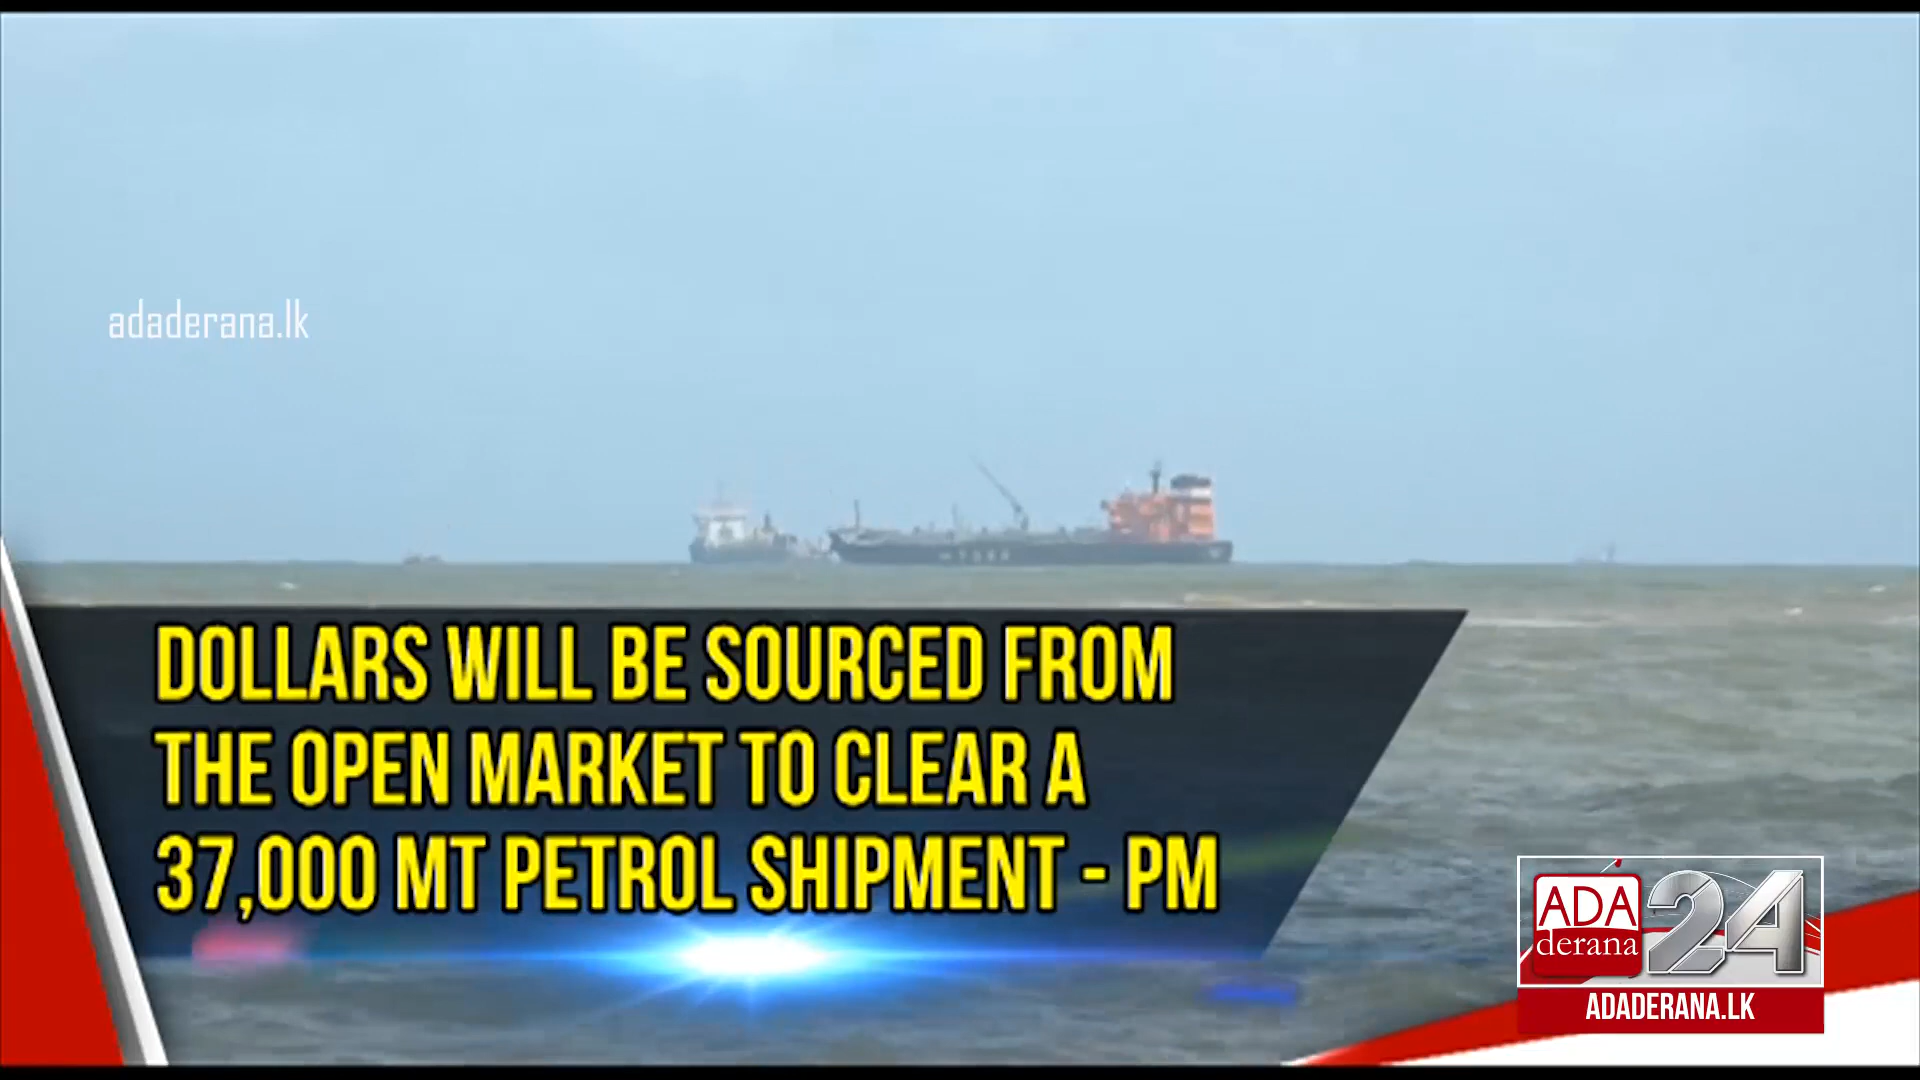 adaderana.lk
DOLLARS WILL BE SOURCED FROM
THE OPEN MARKET TO CLEAR A
37,000 MT PETROL SHIPMENT - PM
ADA
derana
24
ADADERANA.LK